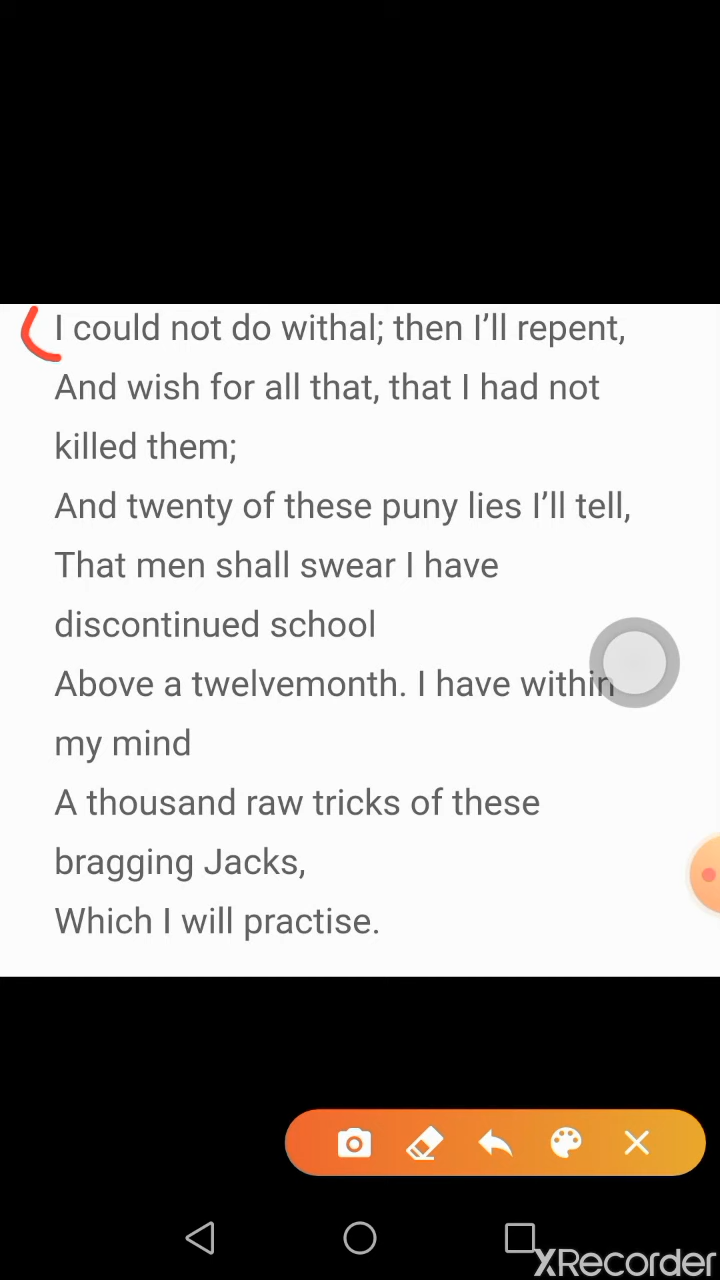 I could not do withal; then I’ll repent,
And wish for all that, that I had not
killed them;
And twenty of these puny lies I’ll tell,
That men shall swear I have
discontinued school
Above a twelvemonth. I have within
my mind
A thousand raw tricks of these
bragging Jacks,
Which I will practise.
XRecorder